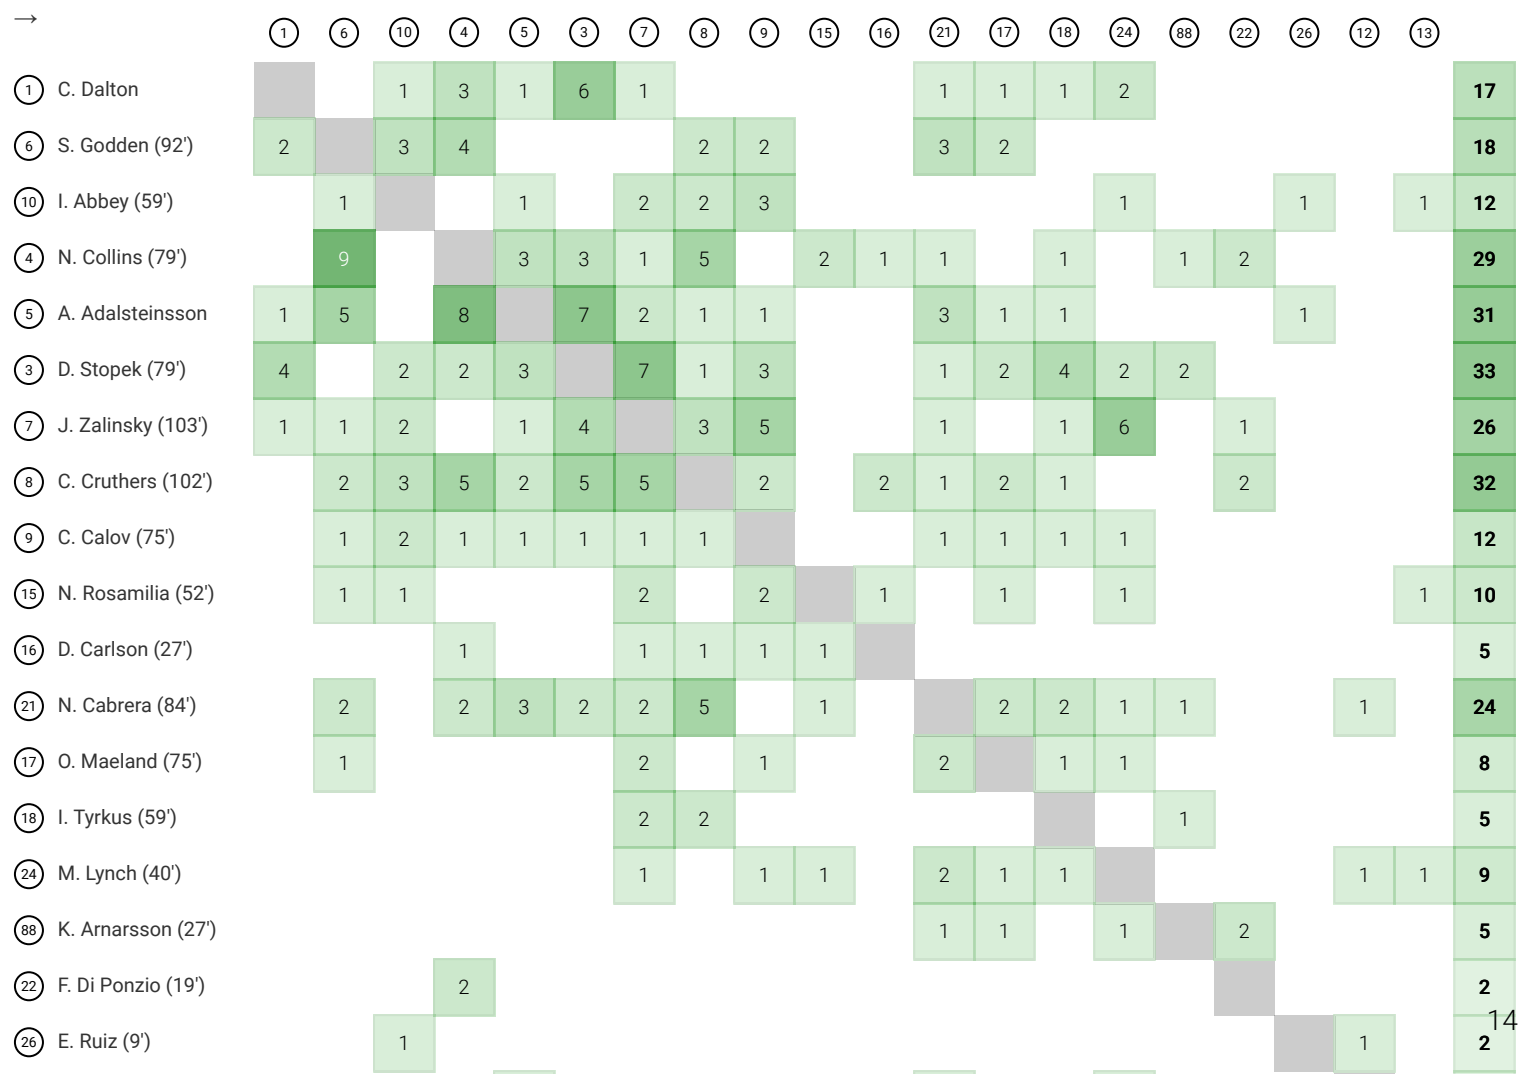 → 1 6 10 4 5 3 7 8 9 15 16 21 17 18 24 88 22 26 12 13
1 C. Dalton 1 3 1 6 1 1 1 1 2 17
6 S. Godden (92') 2 3 4 2 2 3 2 18
10 I. Abbey (59') 1 1 2 2 3 1 1 1 12
4 N. Collins (79') 9 3 3 1 5 2 1 1 1 1 2 29
5 A. Adalsteinsson 1 5 8 7 2 1 1 3 1 1 1 31
3 D. Stopek (79') 4 2 2 3 7 1 3 1 2 4 2 2 33
7 J. Zalinsky (103') 1 1 2 1 4 3 5 1 1 6 1 26
8 C. Cruthers (102') 2 3 5 2 5 5 2 2 1 2 1 2 32
9 C. Calov (75') 1 2 1 1 1 1 1 1 1 1 1 12
15 N. Rosamilia (52') 1 1 2 2 1 1 1 1 10
16 D. Carlson (27') 1 1 1 1 1 5
21 N. Cabrera (84') 2 2 3 2 2 5 1 2 2 1 1 1 24
17 O. Maeland (75') 1 2 1 2 1 1 8
18 I. Tyrkus (59') 2 2 1 5
24 M. Lynch (40') 1 1 1 2 1 1 1 1 9
88 K. Arnarsson (27') 1 1 1 2 5
22 F. Di Ponzio (19') 2 2
14
26 E. Ruiz (9') 1 1 2